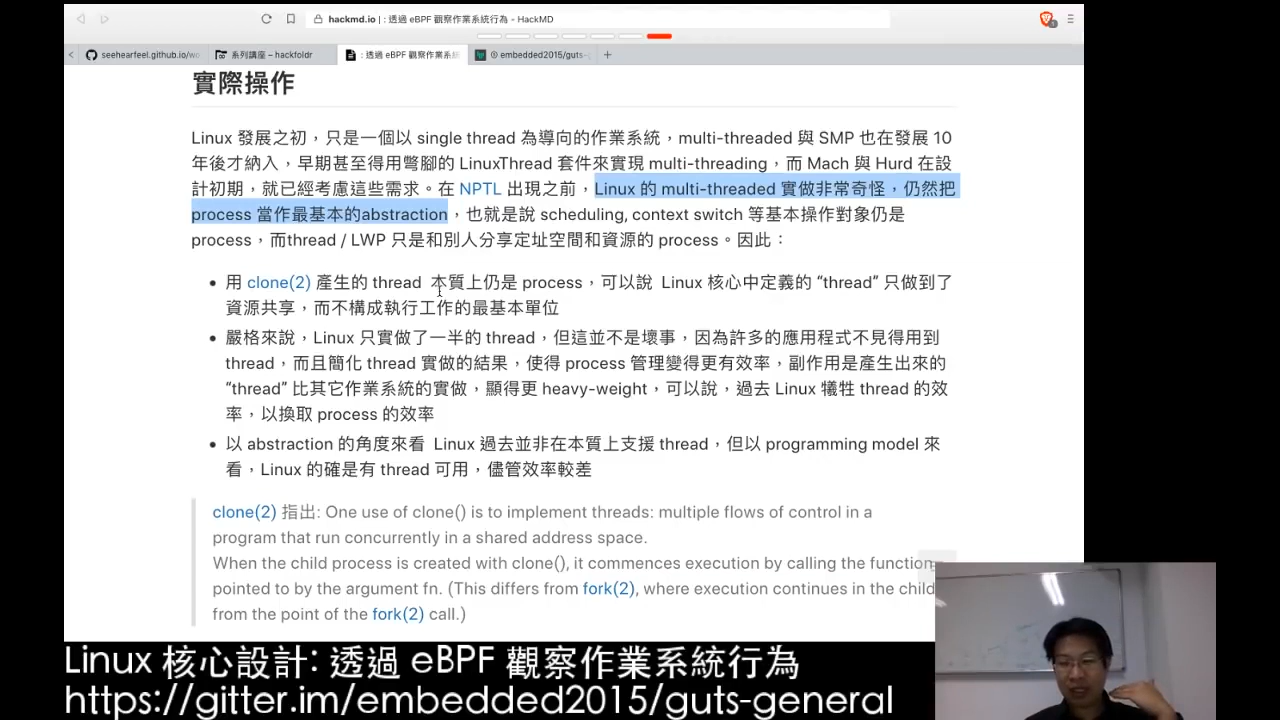 hackmd.io | : 透過 eBPF 觀察作業系統行為 - HackMD
seehearfeel.github.io/wo
系列講座 – hackfoldr
: 透過 eBPF 觀察作業系統
embedded2015/guts-g
實際操作
Linux 發展之初，只是一個以 single thread 為導向的作業系統，multi-threaded 與 SMP 也在發展 10
年後才納入，早期甚至得用彆腳的 LinuxThread 套件來實現 multi-threading，而 Mach 與 Hurd 在設
計初期，就已經考慮這些需求。在 NPTL 出現之前，Linux 的 multi-threaded 實做非常奇怪，仍然把
process 當作最基本的abstraction，也就是說 scheduling, context switch 等基本操作對象仍是
process，而thread / LWP 只是和別人分享定址空間和資源的 process。因此：
• 用 clone(2) 產生的 thread 本質上仍是 process，可以說 Linux 核心中定義的 “thread” 只做到了
資源共享，而不構成執行工作的最基本單位
• 嚴格來說，Linux 只實做了一半的 thread，但這並不是壞事，因為許多的應用程式不見得用到
thread，而且簡化 thread 實做的結果，使得 process 管理變得更有效率，副作用是產生出來的
“thread” 比其它作業系統的實做，顯得更 heavy-weight，可以說，過去 Linux 犧牲 thread 的效
率，以換取 process 的效率
• 以 abstraction 的角度來看 Linux 過去並非在本質上支援 thread，但以 programming model 來
看，Linux 的確是有 thread 可用，儘管效率較差
clone(2) 指出: One use of clone() is to implement threads: multiple flows of control in a
program that run concurrently in a shared address space.
When the child process is created with clone(), it commences execution by calling the function
pointed to by the argument fn. (This differs from fork(2), where execution continues in the child
from the point of the fork(2) call.)
Linux 核心設計: 透過 eBPF 觀察作業系統行為
https://gitter.im/embedded2015/guts-general